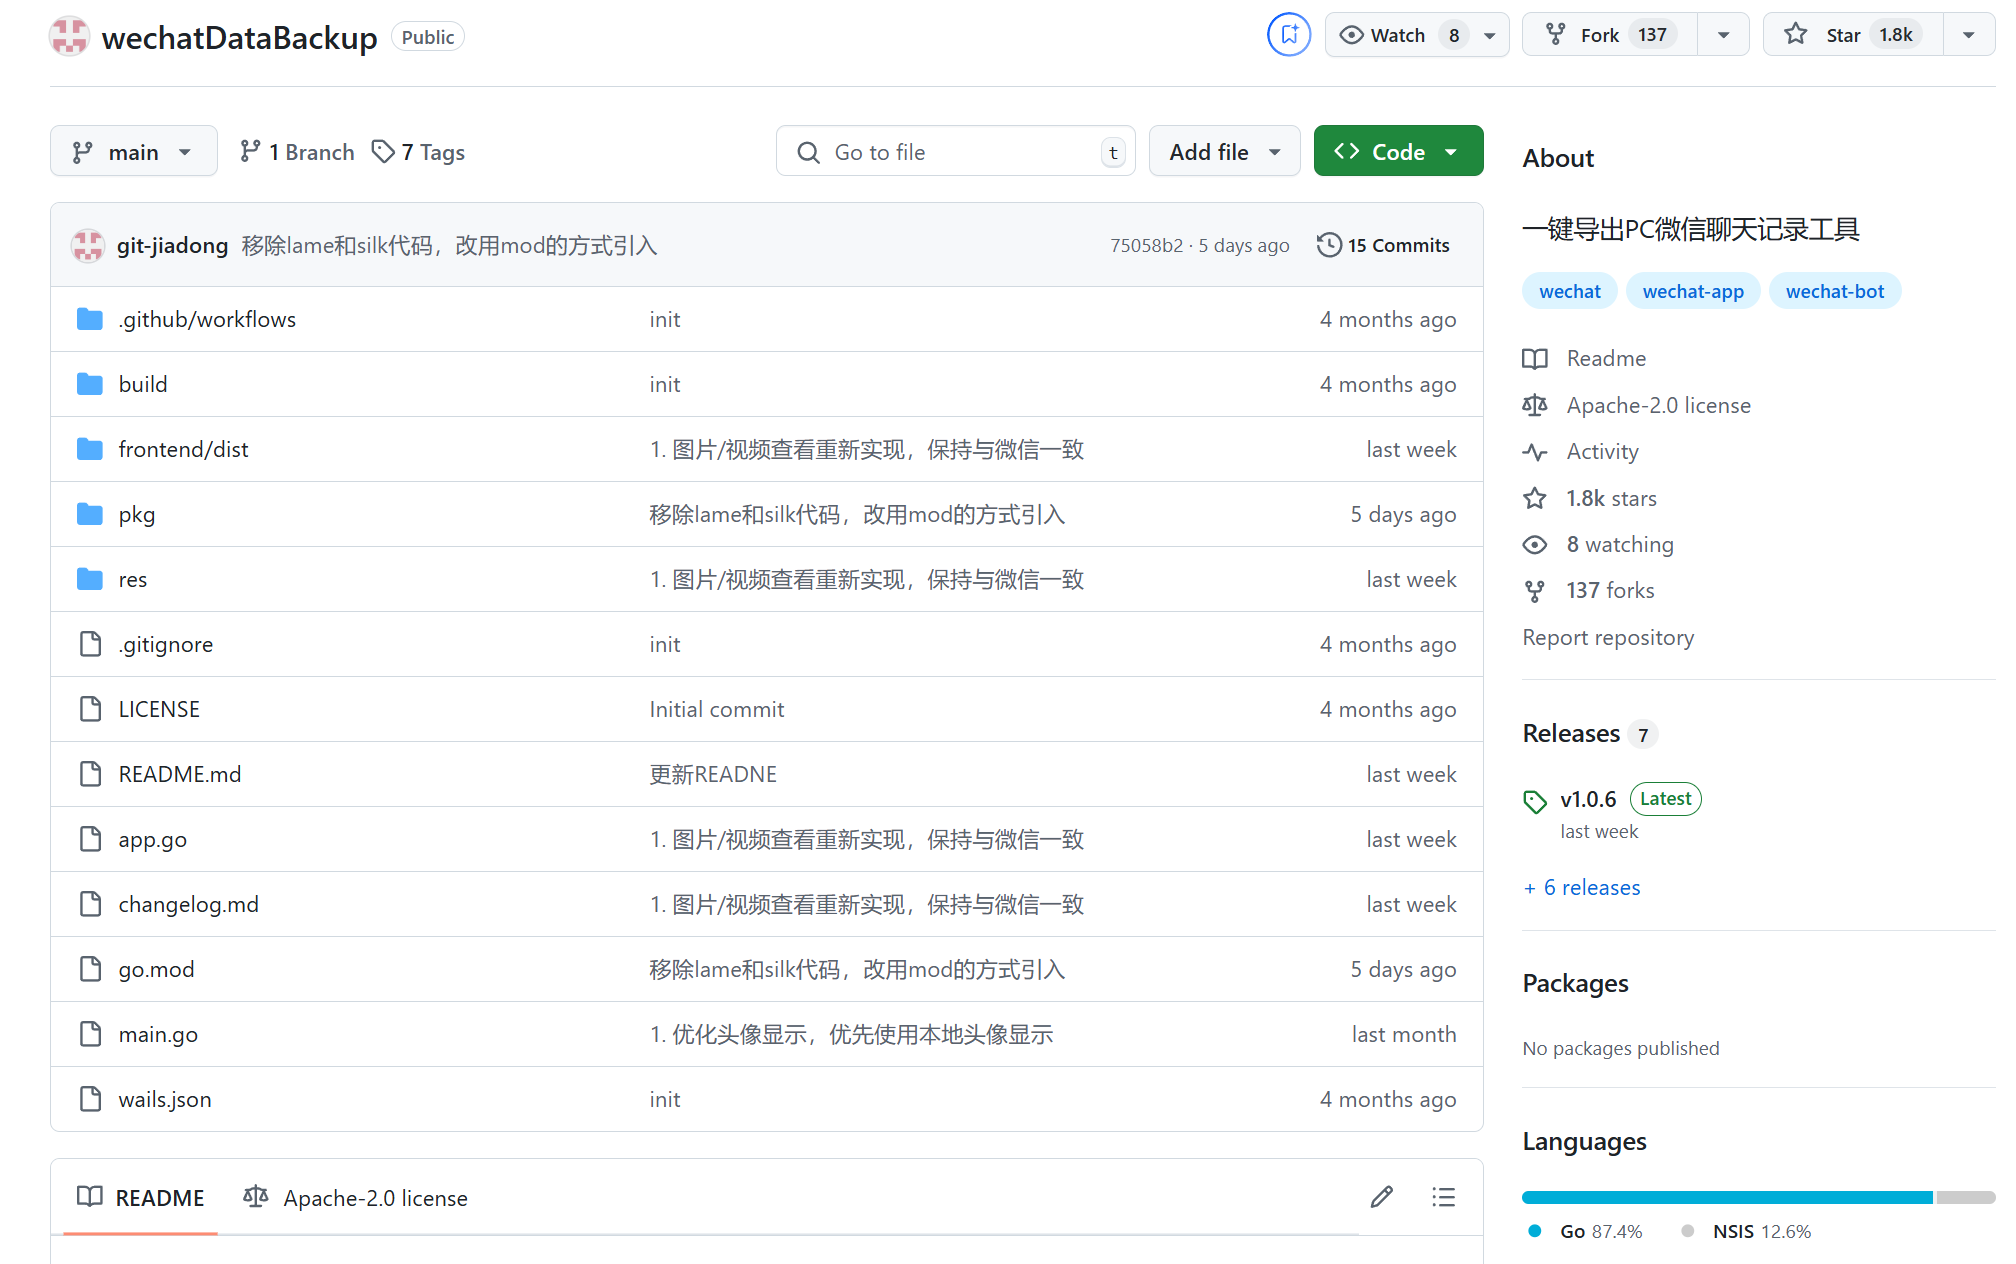 wechatDataBackup Public Watch 8 Fork 137 Star 1.8k
main 1 Branch 7 Tags Go to file t Add file Code
git-jiadong 移除lame和silk代码，改用mod的方式引入 75058b2 · 5 days ago 15 Commits
.github/workflows init 4 months ago
build init 4 months ago
frontend/dist 1. 图片/视频查看重新实现，保持与微信一致 last week
pkg 移除lame和silk代码，改用mod的方式引入 5 days ago
res 1. 图片/视频查看重新实现，保持与微信一致 last week
.gitignore init 4 months ago
LICENSE Initial commit 4 months ago
README.md 更新READNE last week
app.go 1. 图片/视频查看重新实现，保持与微信一致 last week
changelog.md 1. 图片/视频查看重新实现，保持与微信一致 last week
go.mod 移除lame和silk代码，改用mod的方式引入 5 days ago
main.go 1. 优化头像显示，优先使用本地头像显示 last month
wails.json init 4 months ago
README Apache-2.0 license
About
一键导出PC微信聊天记录工具
wechat wechat-app wechat-bot
Readme
Apache-2.0 license
Activity
1.8k stars
8 watching
137 forks
Report repository
Releases 7
v1.0.6 Latest
last week
+ 6 releases
Packages
No packages published
Languages
Go 87.4% NSIS 12.6%